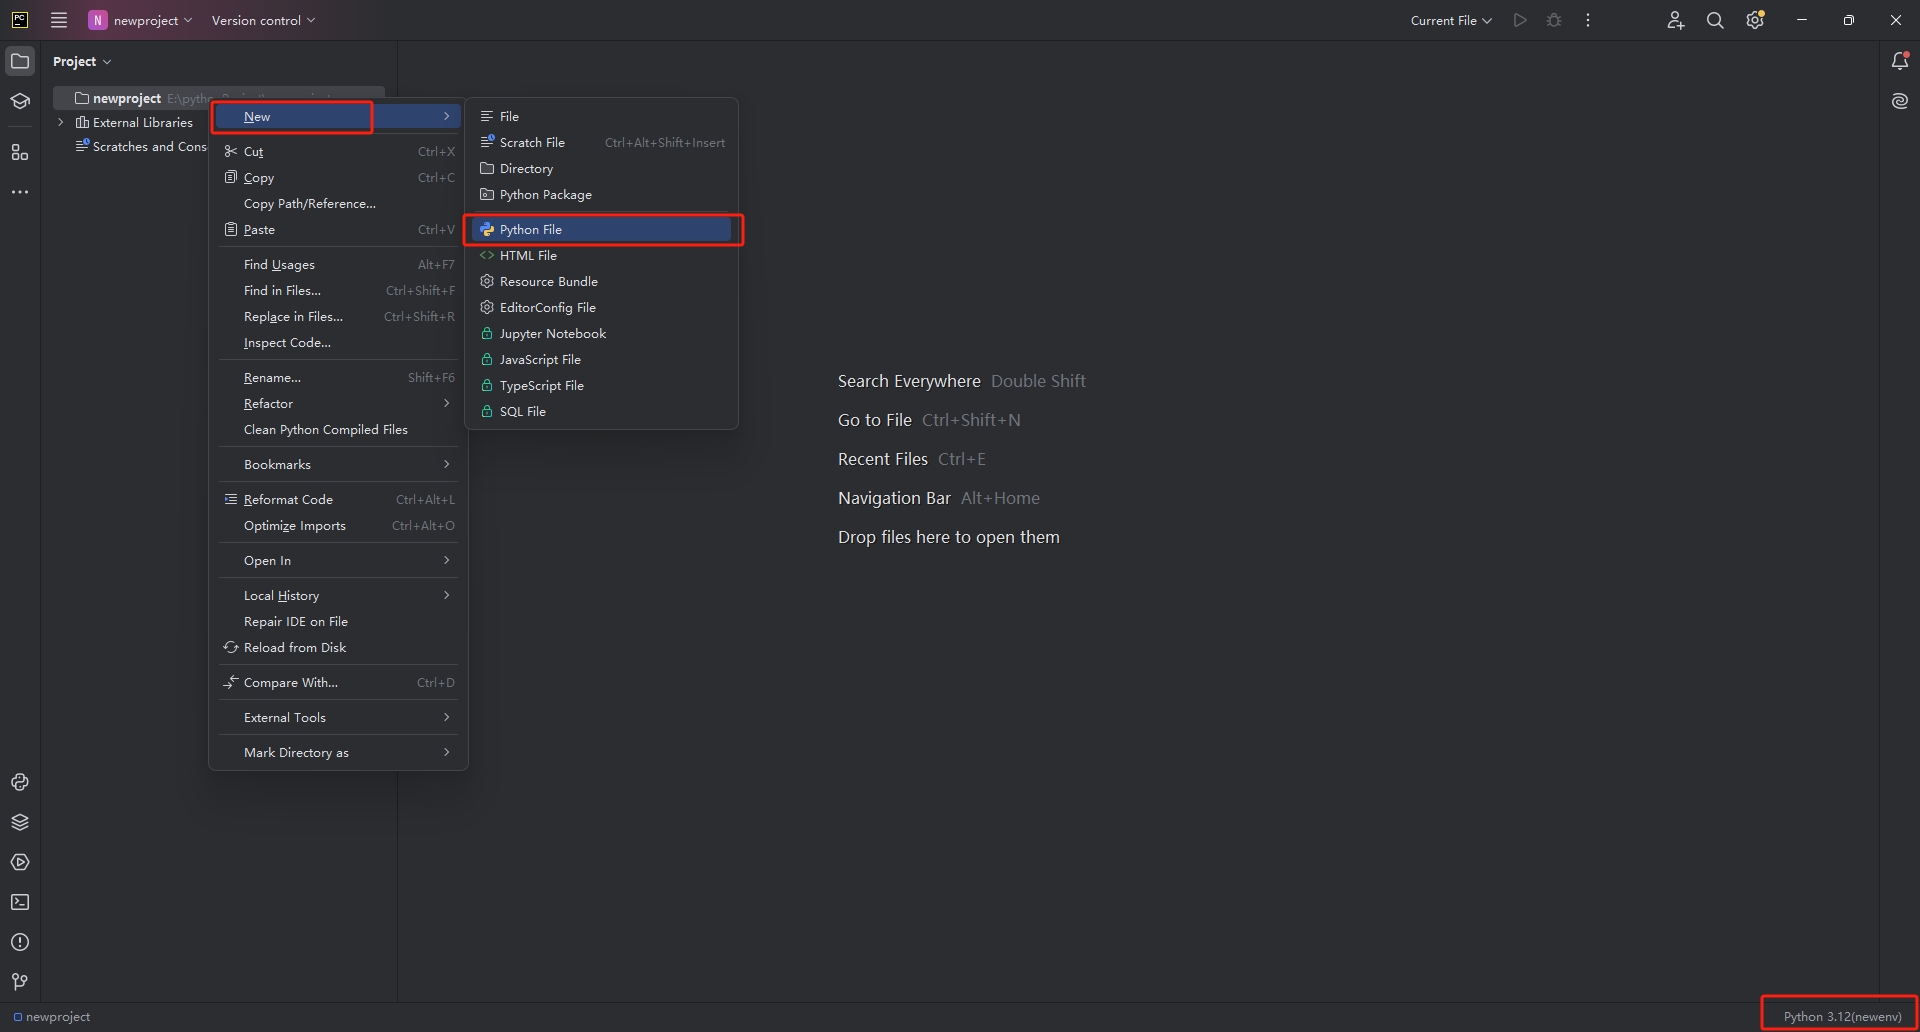 PC
N newproject
Version control
Current File
Project
newproject E:\pytho
External Libraries
Scratches and Cons
New
Cut Ctrl+X
Copy Ctrl+C
Copy Path/Reference...
Paste Ctrl+V
Find Usages Alt+F7
Find in Files... Ctrl+Shift+F
Replace in Files... Ctrl+Shift+R
Inspect Code...
Rename... Shift+F6
Refactor
Clean Python Compiled Files
Bookmarks
Reformat Code Ctrl+Alt+L
Optimize Imports Ctrl+Alt+O
Open In
Local History
Repair IDE on File
Reload from Disk
Compare With... Ctrl+D
External Tools
Mark Directory as
File
Scratch File Ctrl+Alt+Shift+Insert
Directory
Python Package
Python File
HTML File
Resource Bundle
EditorConfig File
Jupyter Notebook
JavaScript File
TypeScript File
SQL File
Search Everywhere Double Shift
Go to File Ctrl+Shift+N
Recent Files Ctrl+E
Navigation Bar Alt+Home
Drop files here to open them
newproject
Python 3.12(newenv)